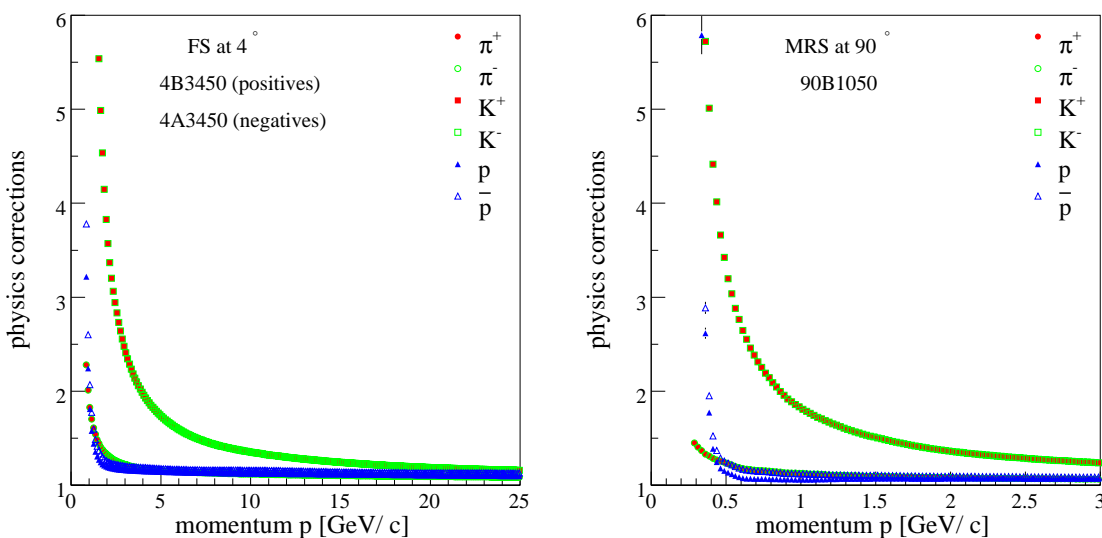 physics corrections
6
5
4
3
2
1
FS at 4 °
4B3450 (positives)
4A3450 (negatives)
π+
π-
K+
K-
p
p̅
0 5 10 15 20 25
momentum p [GeV/ c]
physics corrections
6
5
4
3
2
1
MRS at 90 °
90B1050
π+
π-
K+
K-
p
p̅
0 0.5 1 1.5 2 2.5 3
momentum p [GeV/ c]